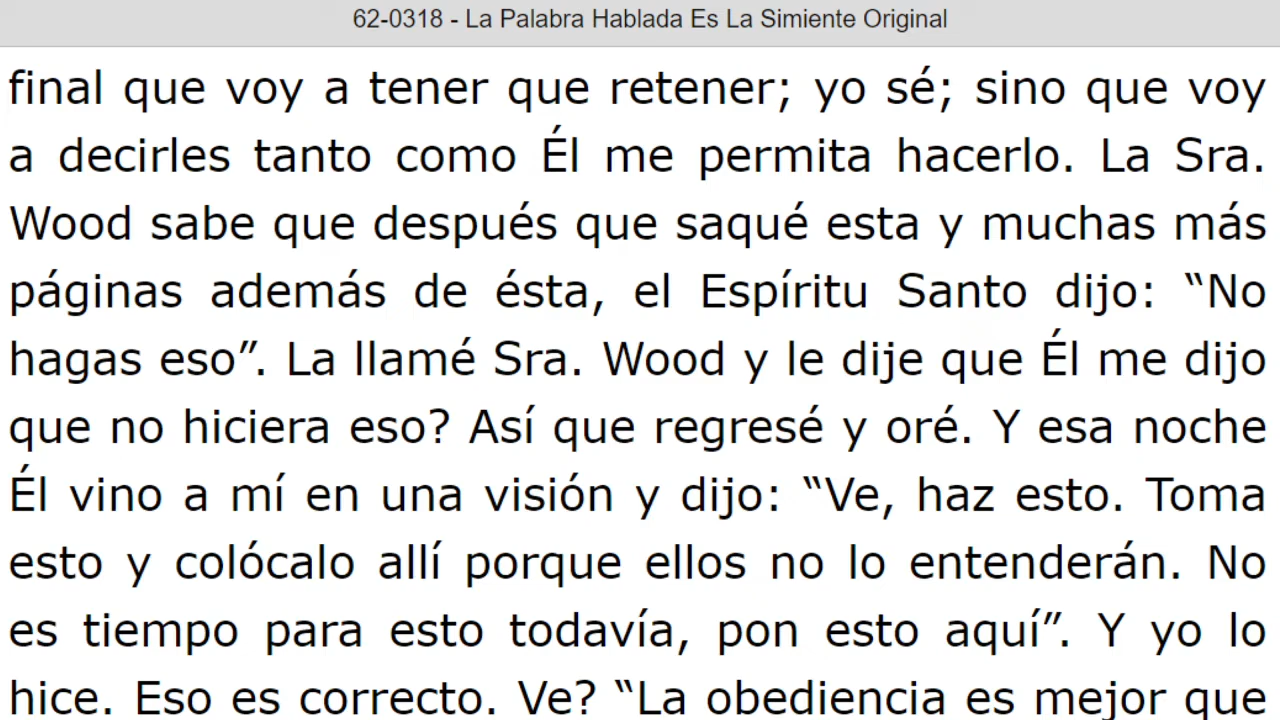 62-0318 - La Palabra Hablada Es La Simiente Original
final que voy a tener que retener; yo sé; sino que voy
a decirles tanto como Él me permita hacerlo. La Sra.
Wood sabe que después que saqué esta y muchas más
páginas además de ésta, el Espíritu Santo dijo: “No
hagas eso”. La llamé Sra. Wood y le dije que Él me dijo
que no hiciera eso? Así que regresé y oré. Y esa noche
Él vino a mí en una visión y dijo: “Ve, haz esto. Toma
esto y colócalo allí porque ellos no lo entenderán. No
es tiempo para esto todavía, pon esto aquí”. Y yo lo
hice. Eso es correcto. Ve? “La obediencia es mejor que